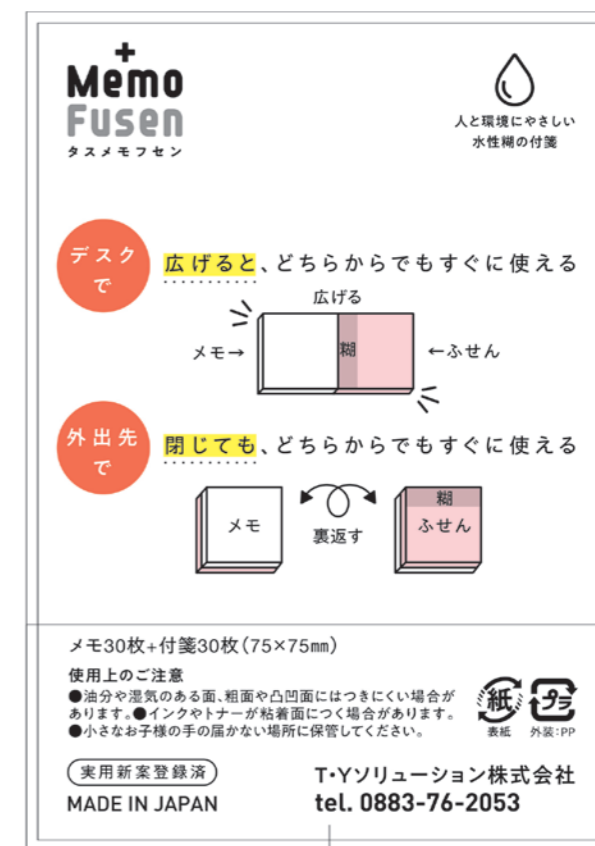 +
Memo
Fusen
タスメモフセン
人と環境にやさしい
水性糊の付箋
デスク
で
広げると、どちらからでもすぐに使える
広げる
メモ→
糊
←ふせん
外出先
で
閉じても、どちらからでもすぐに使える
メモ
裏返す
糊
ふせん
メモ30枚+付箋30枚(75×75㎜)
使用上のご注意
●油分や湿気のある面、粗面や凸凹面にはつきにくい場合が
あります。●インクやトナーが粘着面につく場合があります。
●小さなお子様の手の届かない場所に保管してください。
紙
表紙
プラ
外装:PP
実用新案登録済
MADE IN JAPAN
T・Yソリューション株式会社
tel. 0883-76-2053